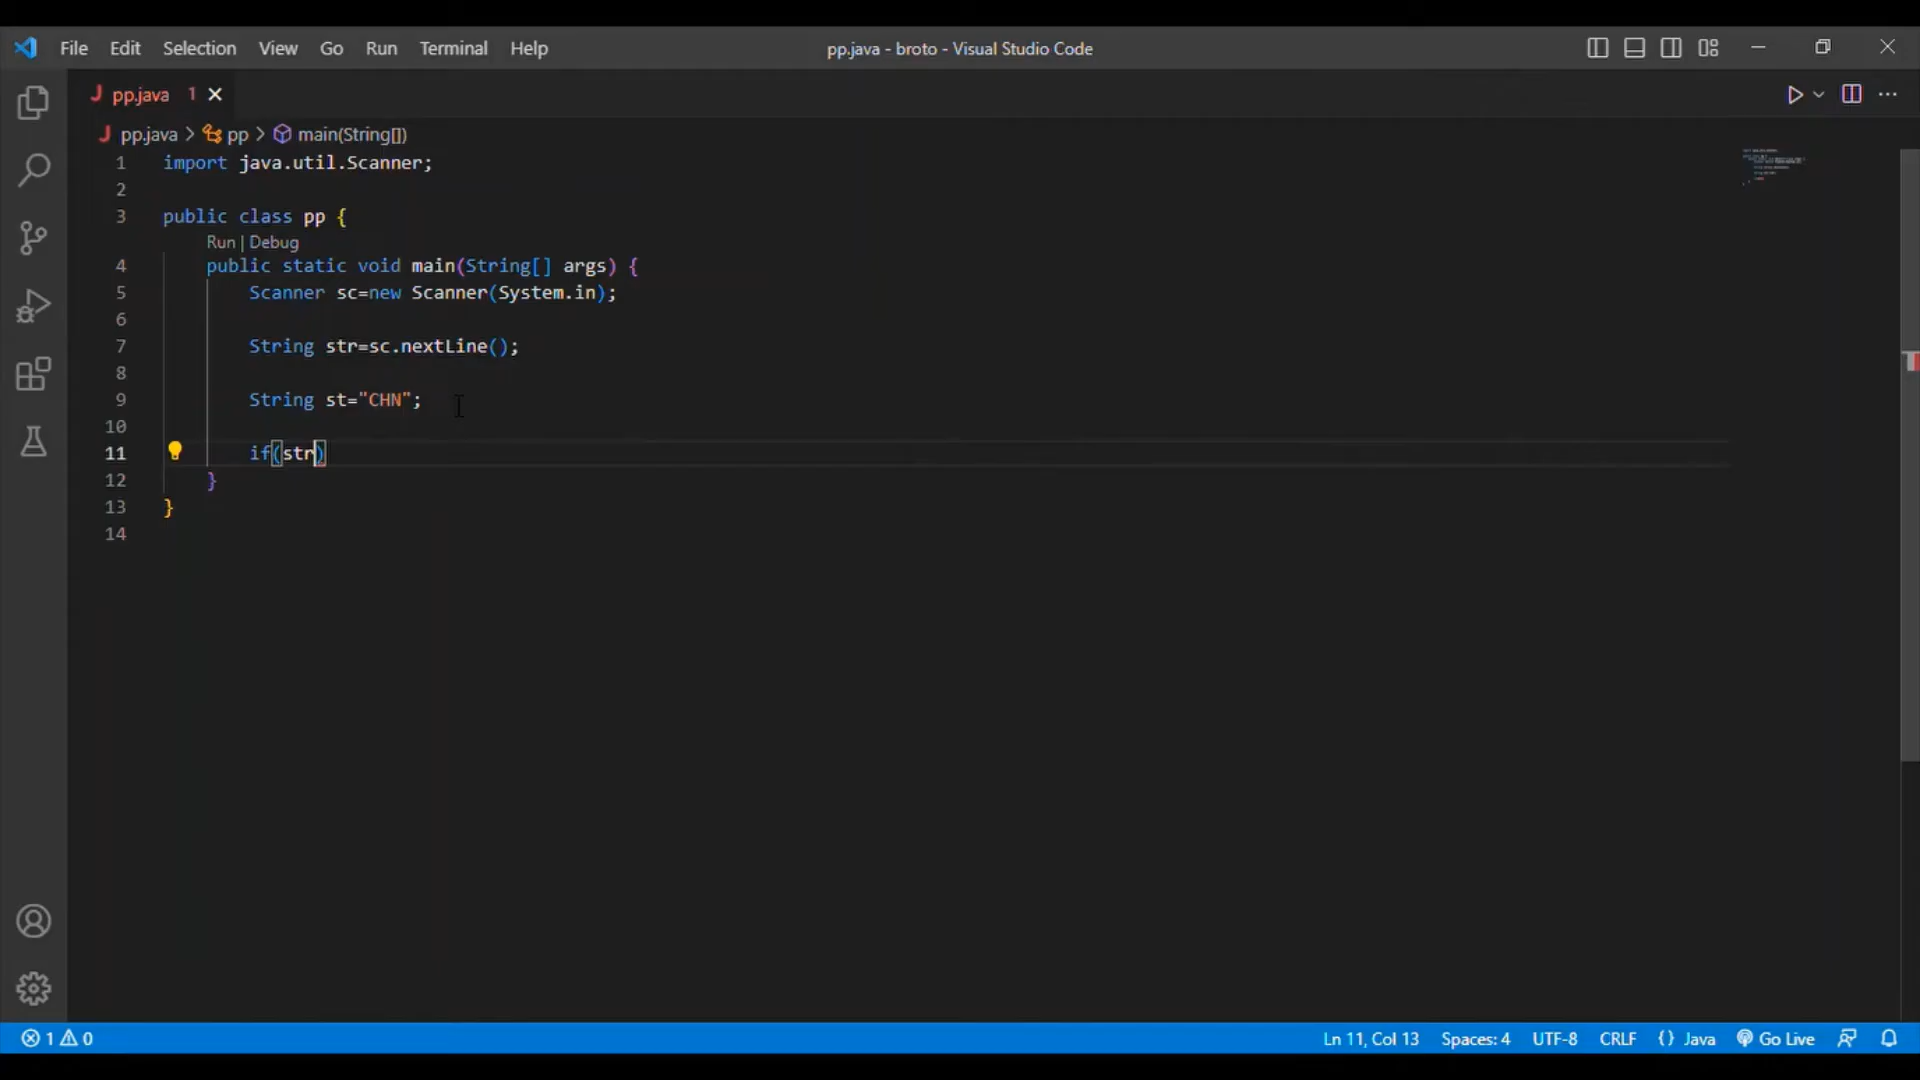 File Edit Selection View Go Run Terminal Help pp.java - broto - Visual Studio Code
J pp.java 1
J pp.java > pp > main(String[])
1 import java.util.Scanner;
2
3 public class pp {
Run | Debug
4 public static void main(String[] args) {
5 Scanner sc=new Scanner(System.in);
6
7 String str=sc.nextLine();
8
9 String st="CHN";
10
11 if(str)
12 }
13 }
14
1 0 Ln 11, Col 13 Spaces: 4 UTF-8 CRLF {} Java Go Live